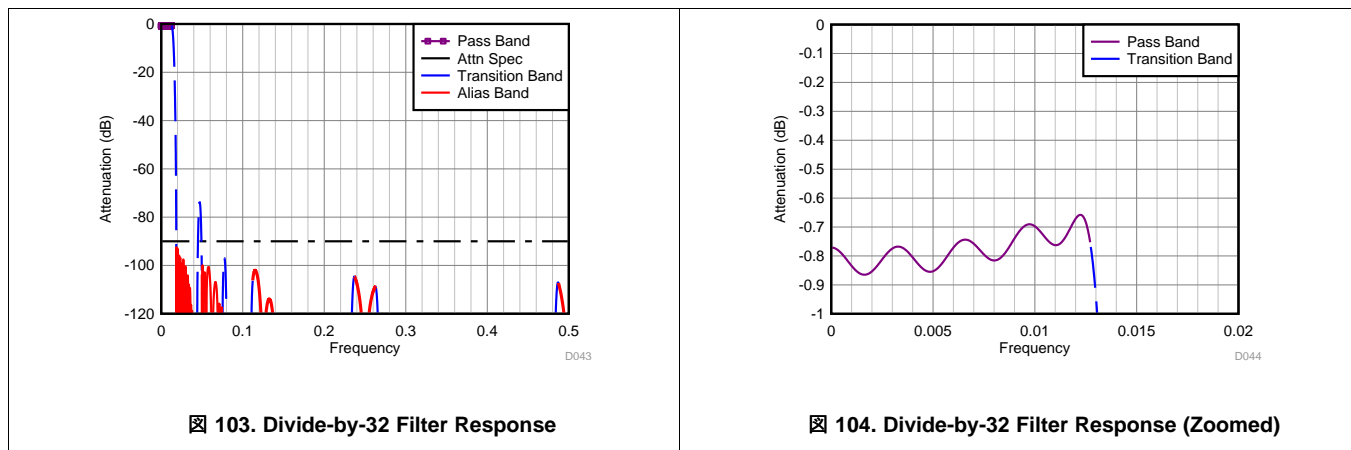 0
-20
-40
-60
-80
-100
-120
Attenuation (dB)
Pass Band
Attn Spec
Transition Band
Alias Band
0 0.1 0.2 0.3 0.4 0.5
Frequency
D043
図 103. Divide-by-32 Filter Response
0
-0.1
-0.2
-0.3
-0.4
-0.5
-0.6
-0.7
-0.8
-0.9
-1
Attenuation (dB)
Pass Band
Transition Band
0 0.005 0.01 0.015 0.02
Frequency
D044
図 104. Divide-by-32 Filter Response (Zoomed)